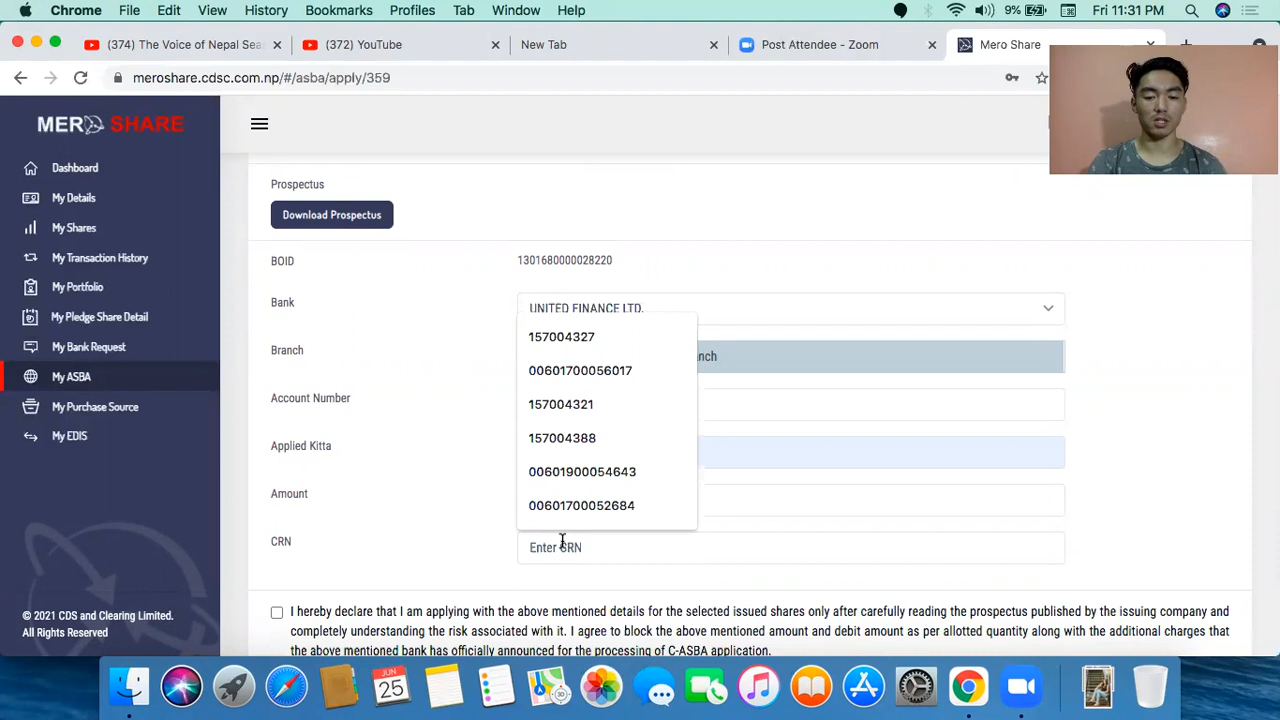 Chrome File Edit View History Bookmarks Profiles Tab Window Help 9% Fri 11:31 PM
(374) The Voice of Nepal Se × (372) YouTube × New Tab × Post Attendee - Zoom × Mero Share
meroshare.cdsc.com.np/#/asba/apply/359
MERO SHARE
Dashboard
My Details
My Shares
My Transaction History
My Portfolio
My Pledge Share Detail
My Bank Request
My ASBA
My Purchase Source
My EDIS
© 2021 CDS and Clearing Limited.
All Rights Reserved
Prospectus
Download Prospectus
BOID 1301680000028220
Bank UNITED FINANCE LTD.
Branch nch
Account Number
Applied Kitta
Amount
CRN Enter CRN
157004327
00601700056017
157004321
157004388
00601900054643
00601700052684
I hereby declare that I am applying with the above mentioned details for the selected issued shares only after carefully reading the prospectus published by the issuing company and
completely understanding the risk associated with it. I agree to block the above mentioned amount and debit amount as per allotted quantity along with the additional charges that
the above mentioned bank has officially announced for the processing of C-ASBA application.
JUN
25